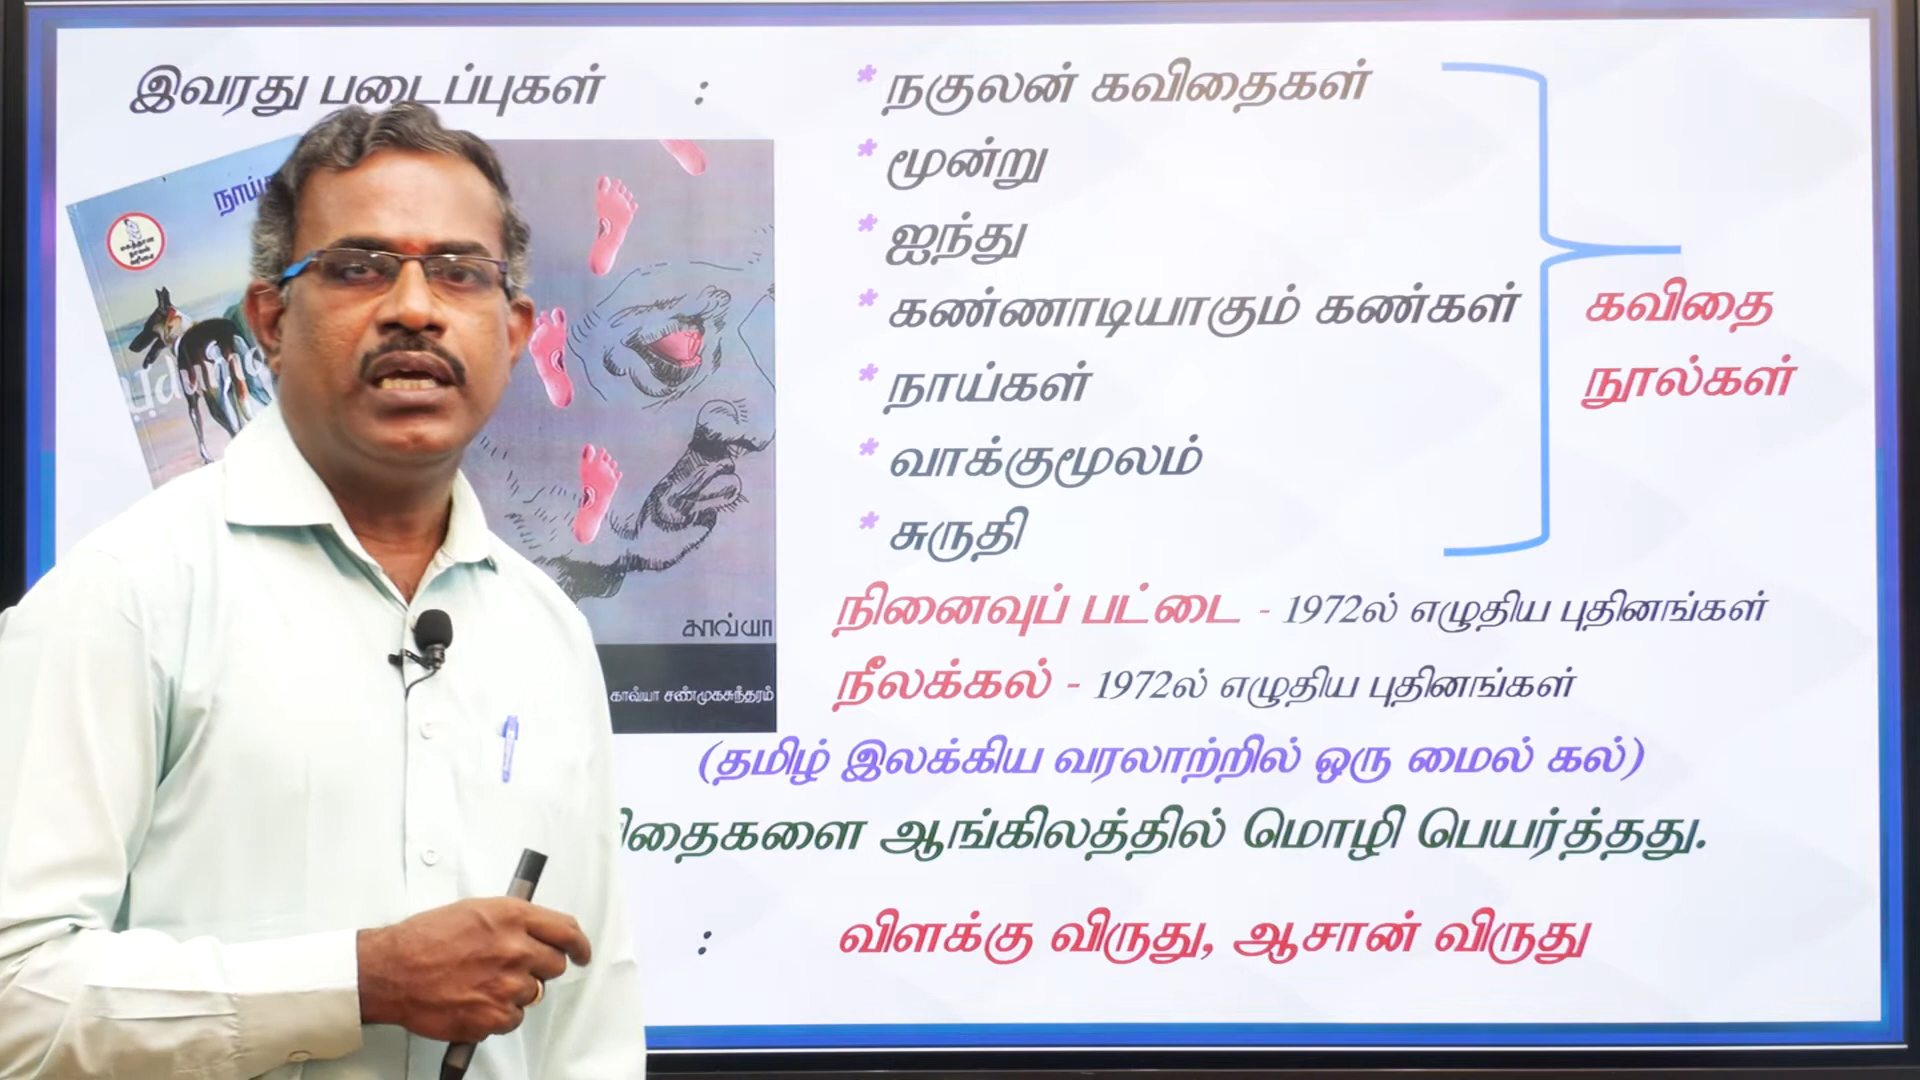 இவரது படைப்புகள் :
* நகுலன் கவிதைகள்
* மூன்று
* ஐந்து
* கண்ணாடியாகும் கண்கள்
* நாய்கள்
* வாக்குமூலம்
* சுருதி
கவிதை
நூல்கள்
நினைவுப் பட்டை - 1972ல் எழுதிய புதினங்கள்
நீலக்கல் - 1972ல் எழுதிய புதினங்கள்
(தமிழ் இலக்கிய வரலாற்றில் ஒரு மைல் கல்)
ஆங்கிலத்தில் மொழி பெயர்த்தது.
: விளக்கு விருது, ஆசான் விருது
காவ்யா
காவ்யா சண்முகசுந்தரம்